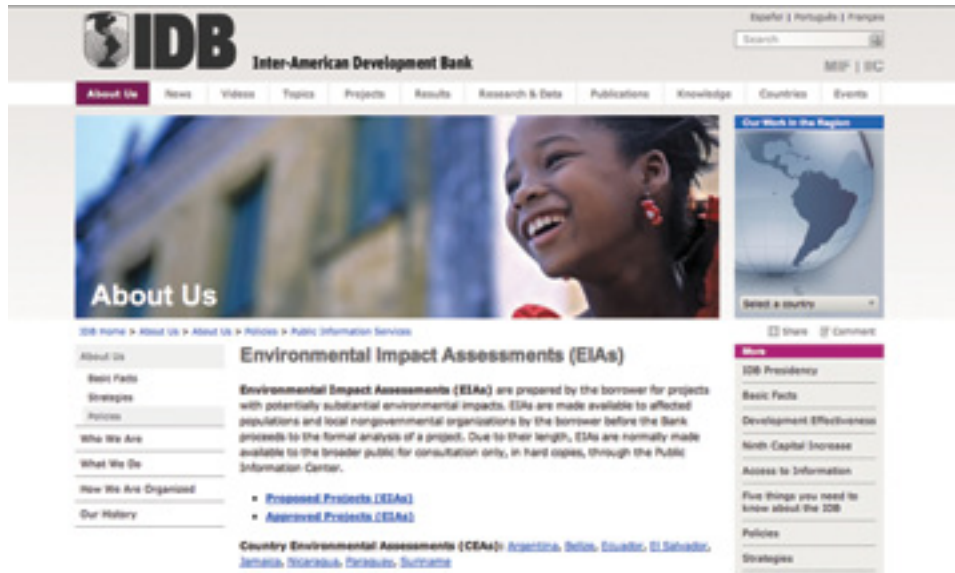 Español | Português | Français
IDB
Inter-American Development Bank
Search
MIF | IIC
About Us News Videos Topics Projects Results Research & Data Publications Knowledge Countries Events
Our Work in the Region
About Us
Select a country
IDB Home > About Us > About Us > Policies > Public Information Services
Share Comment
About Us
Basic Facts
Strategies
Policies
Who We Are
What We Do
How We Are Organized
Our History
Environmental Impact Assessments (EIAs)
Environmental Impact Assessments (EIAs) are prepared by the borrower for projects
with potentially substantial environmental impacts. EIAs are made available to affected
populations and local nongovernmental organizations by the borrower before the Bank
proceeds to the formal analysis of a project. Due to their length, EIAs are normally made
available to the broader public for consultation only, in hard copies, through the Public
Information Center.
• Proposed Projects (EIAs)
• Approved Projects (EIAs)
Country Environmental Assessments (CEAs): Argentina, Belize, Ecuador, El Salvador,
Jamaica, Nicaragua, Paraguay, Suriname
More
IDB Presidency
Basic Facts
Development Effectiveness
Ninth Capital Increase
Access to Information
Five things you need to
know about the IDB
Policies
Strategies